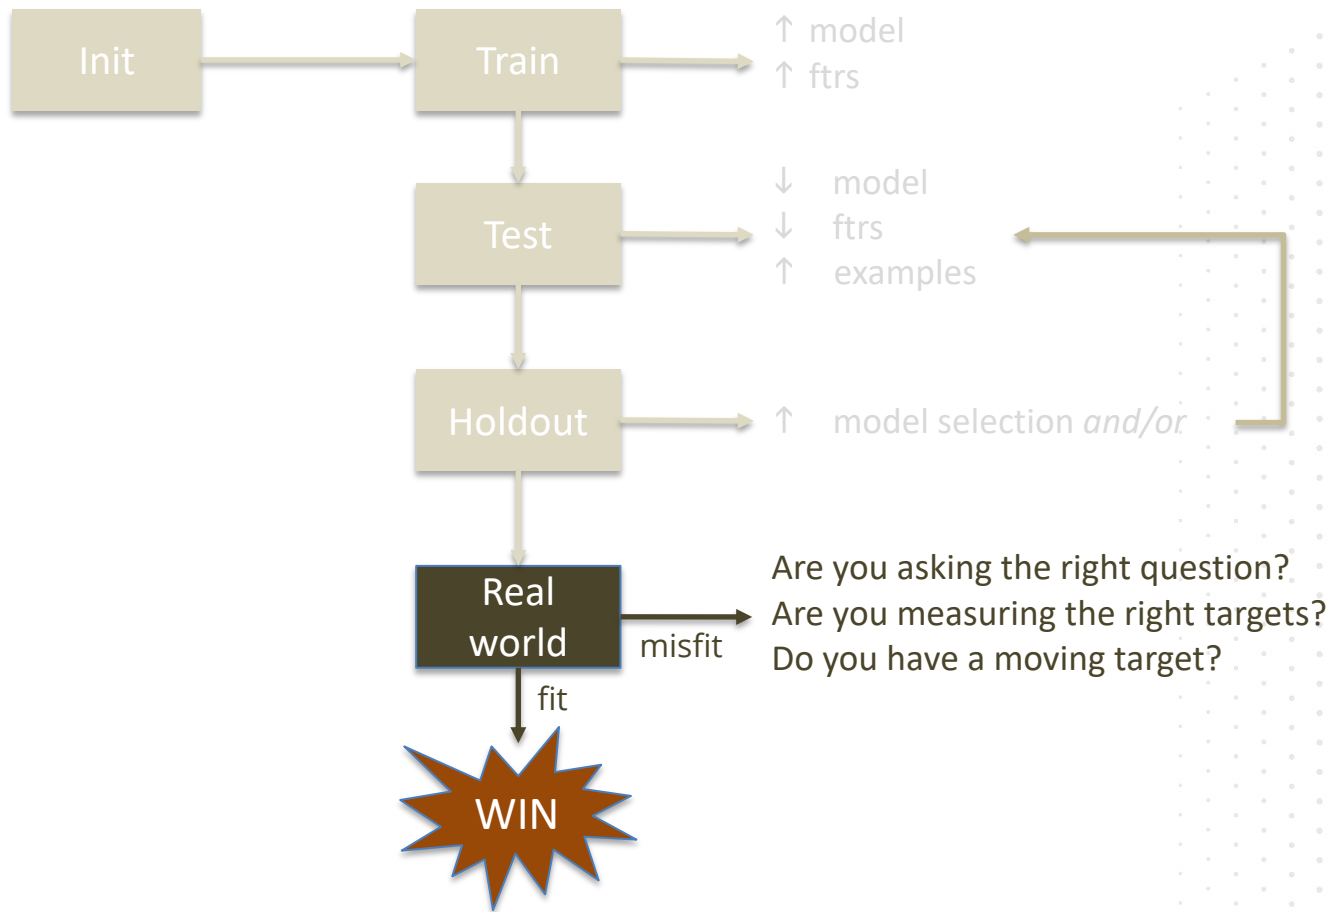 Init
Train
↑ model
↑ ftrs
Test
↓ model
↓ ftrs
↑ examples
Holdout
↑ model selection and/or
Real
world
misfit
Are you asking the right question?
Are you measuring the right targets?
Do you have a moving target?
fit
WIN